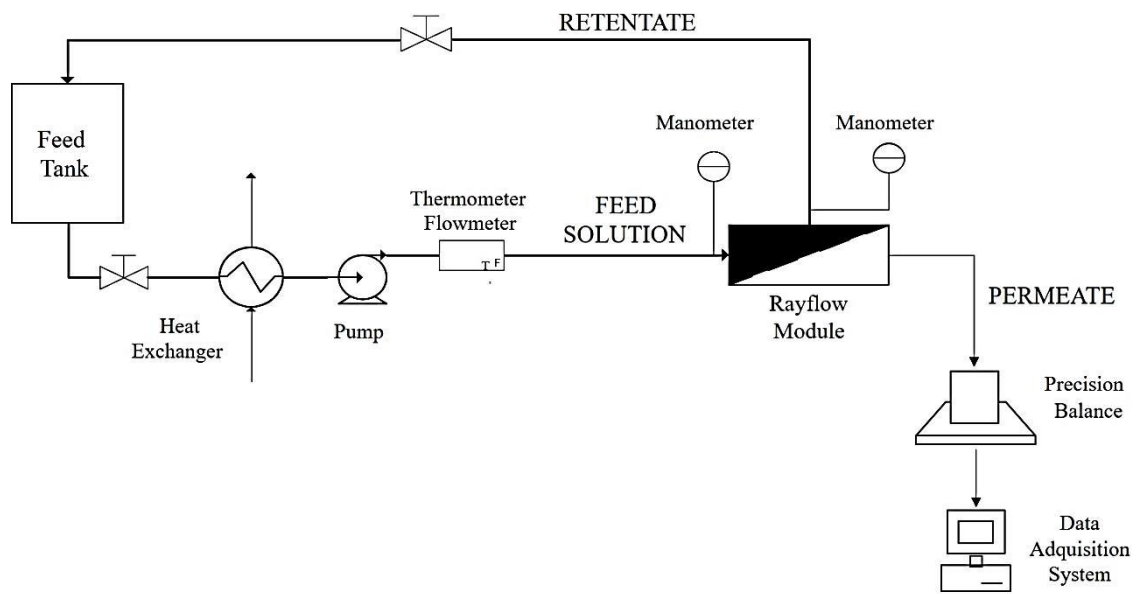 RETENTATE
Feed
Tank
Manometer
Manometer
Thermometer
Flowmeter
T F
FEED
SOLUTION
Heat
Exchanger
Pump
Rayflow
Module
PERMEATE
Precision
Balance
Data
Adquisition
System